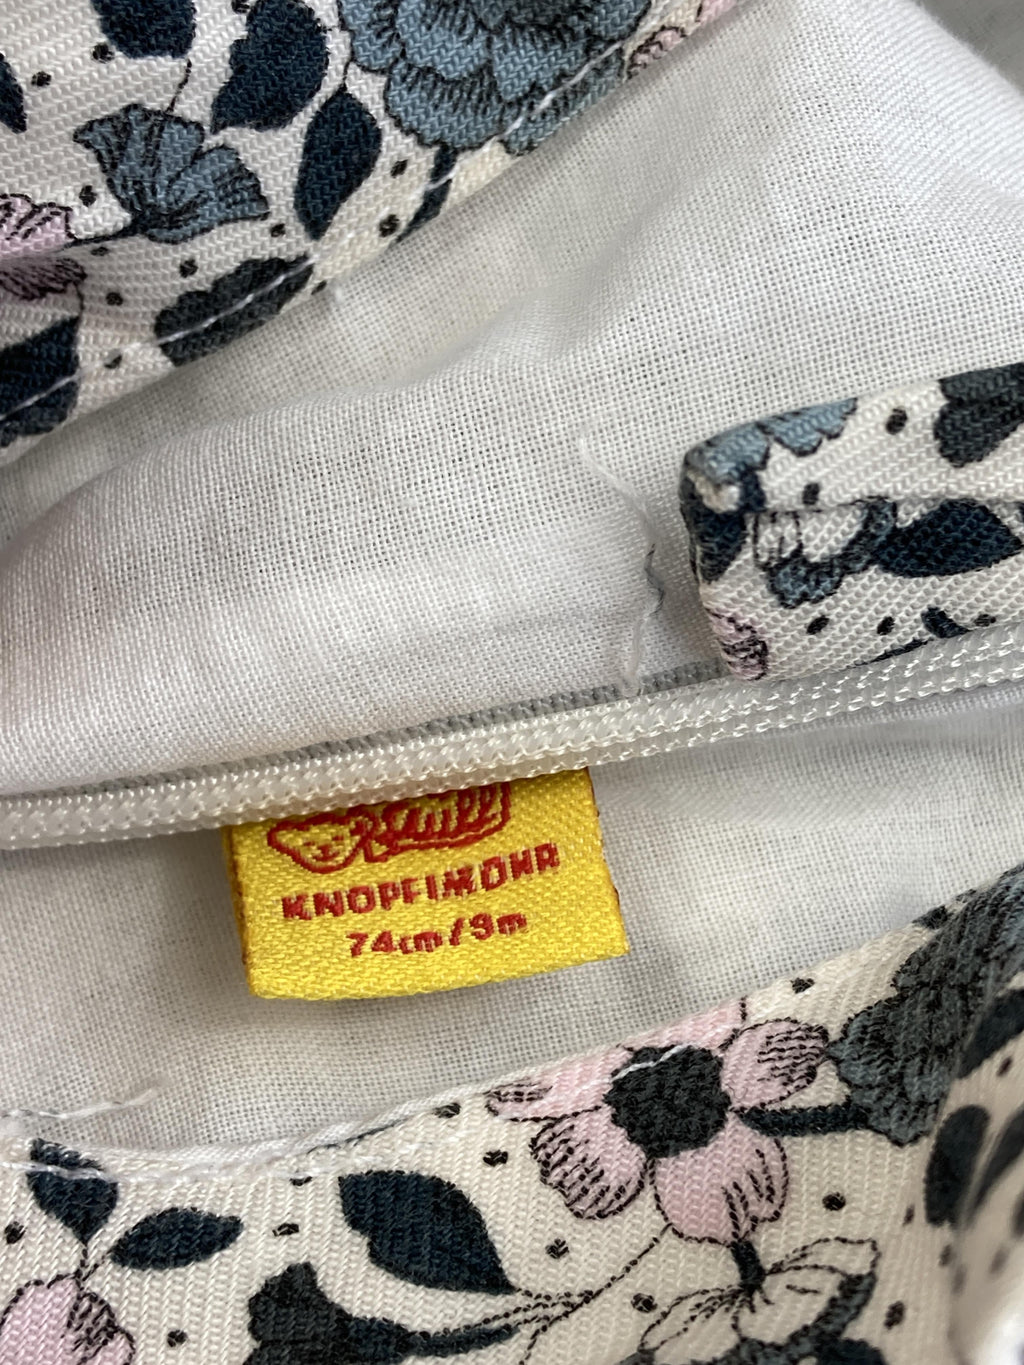 KNOPF IM OHR
74cm/9m